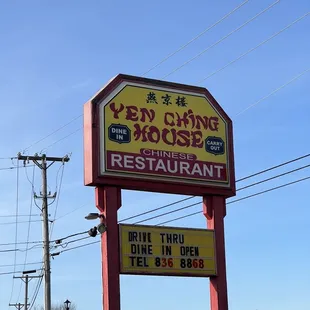 燕京楼
YEN CHING
DINE IN
HOUSE
CARRY OUT
CHINESE
RESTAURANT
DRIVE THRU
DINE IN OPEN
TEL 836 8868